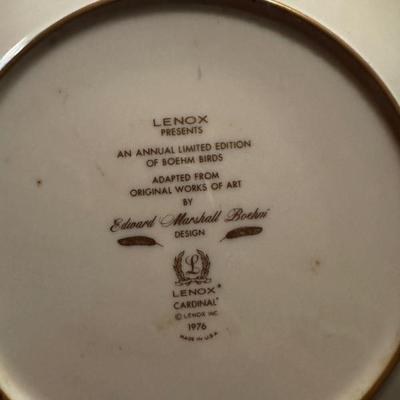 LENOX
PRESENTS
AN ANNUAL LIMITED EDITION
OF BOEHM BIRDS
ADAPTED FROM
ORIGINAL WORKS OF ART
BY
Edward Marshall Boehm
DESIGN
L
LENOX®
CARDINAL"
© LENOX INC.
1976
MADE IN U.S.A.